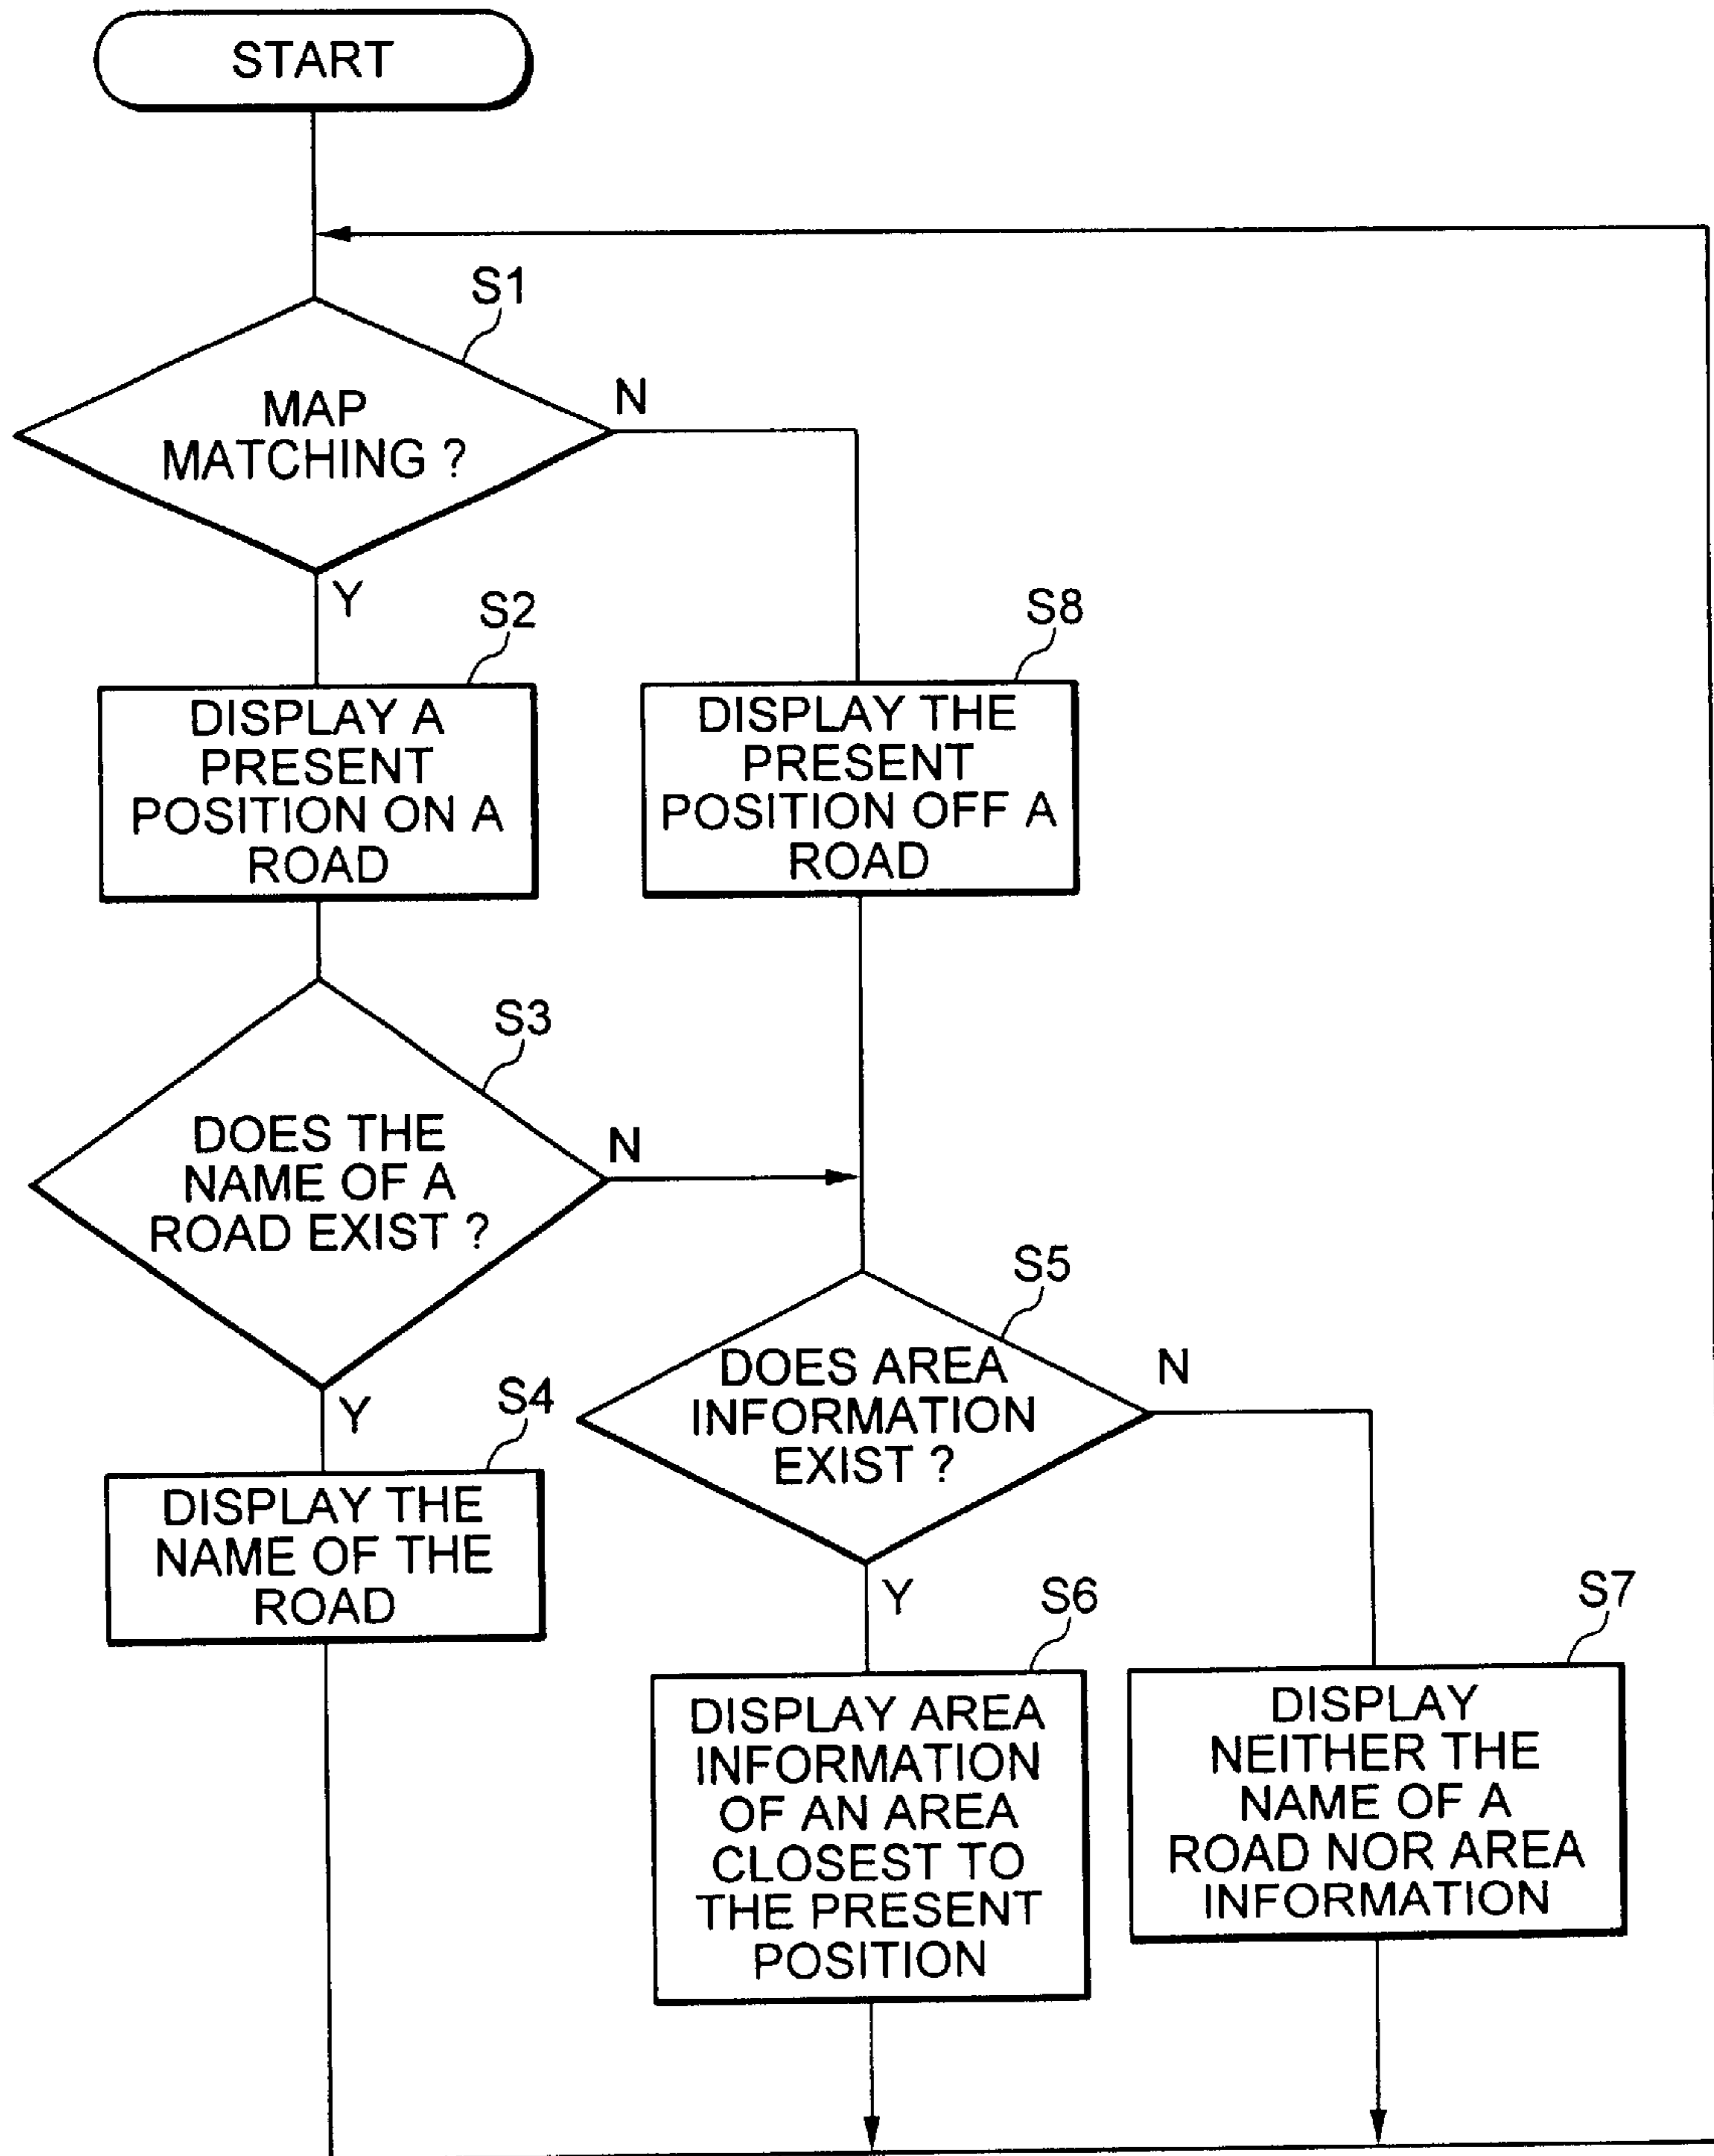 START
S1
MAP
MATCHING ?
N
Y
S2
DISPLAY A
PRESENT
POSITION ON A
ROAD
S8
DISPLAY THE
PRESENT
POSITION OFF A
ROAD
S3
DOES THE
NAME OF A
ROAD EXIST ?
N
Y
S4
DISPLAY THE
NAME OF THE
ROAD
S5
DOES AREA
INFORMATION
EXIST ?
N
Y
S6
DISPLAY AREA
INFORMATION
OF AN AREA
CLOSEST TO
THE PRESENT
POSITION
S7
DISPLAY
NEITHER THE
NAME OF A
ROAD NOR AREA
INFORMATION